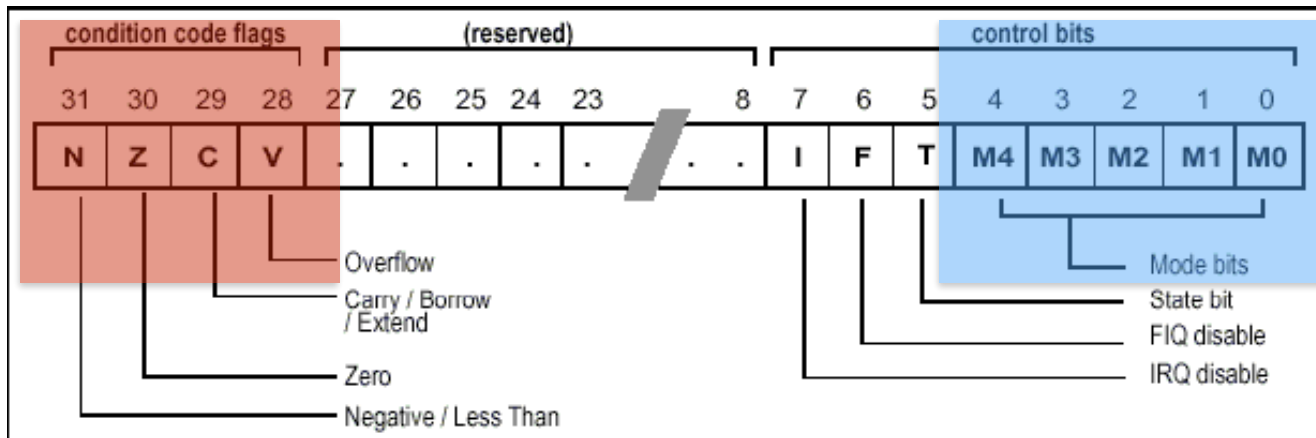 condition code flags (reserved) control bits
31 30 29 28 27 26 25 24 23 8 7 6 5 4 3 2 1 0
N Z C V . . . . . . . I F T M4 M3 M2 M1 M0
Overflow Mode bits
Carry / Borrow State bit
/ Extend
FIQ disable
Zero IRQ disable
Negative / Less Than